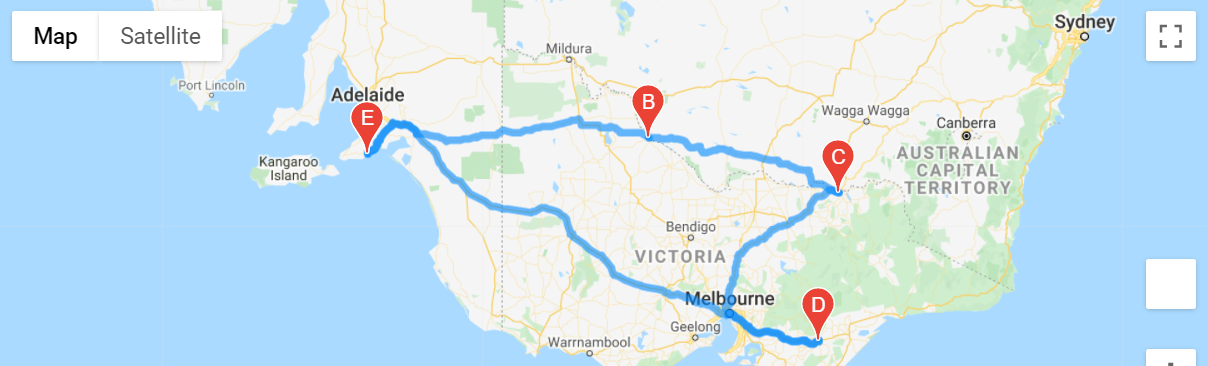 Map
Satellite
Sydney
Mildura
Port Lincoln
Adelaide
B
Wagga Wagga
E
Canberra
C
AUSTRALIAN
CAPITAL
TERRITORY
Kangaroo
Island
Bendigo
VICTORIA
Melbourne
D
Geelong
Warrnambool